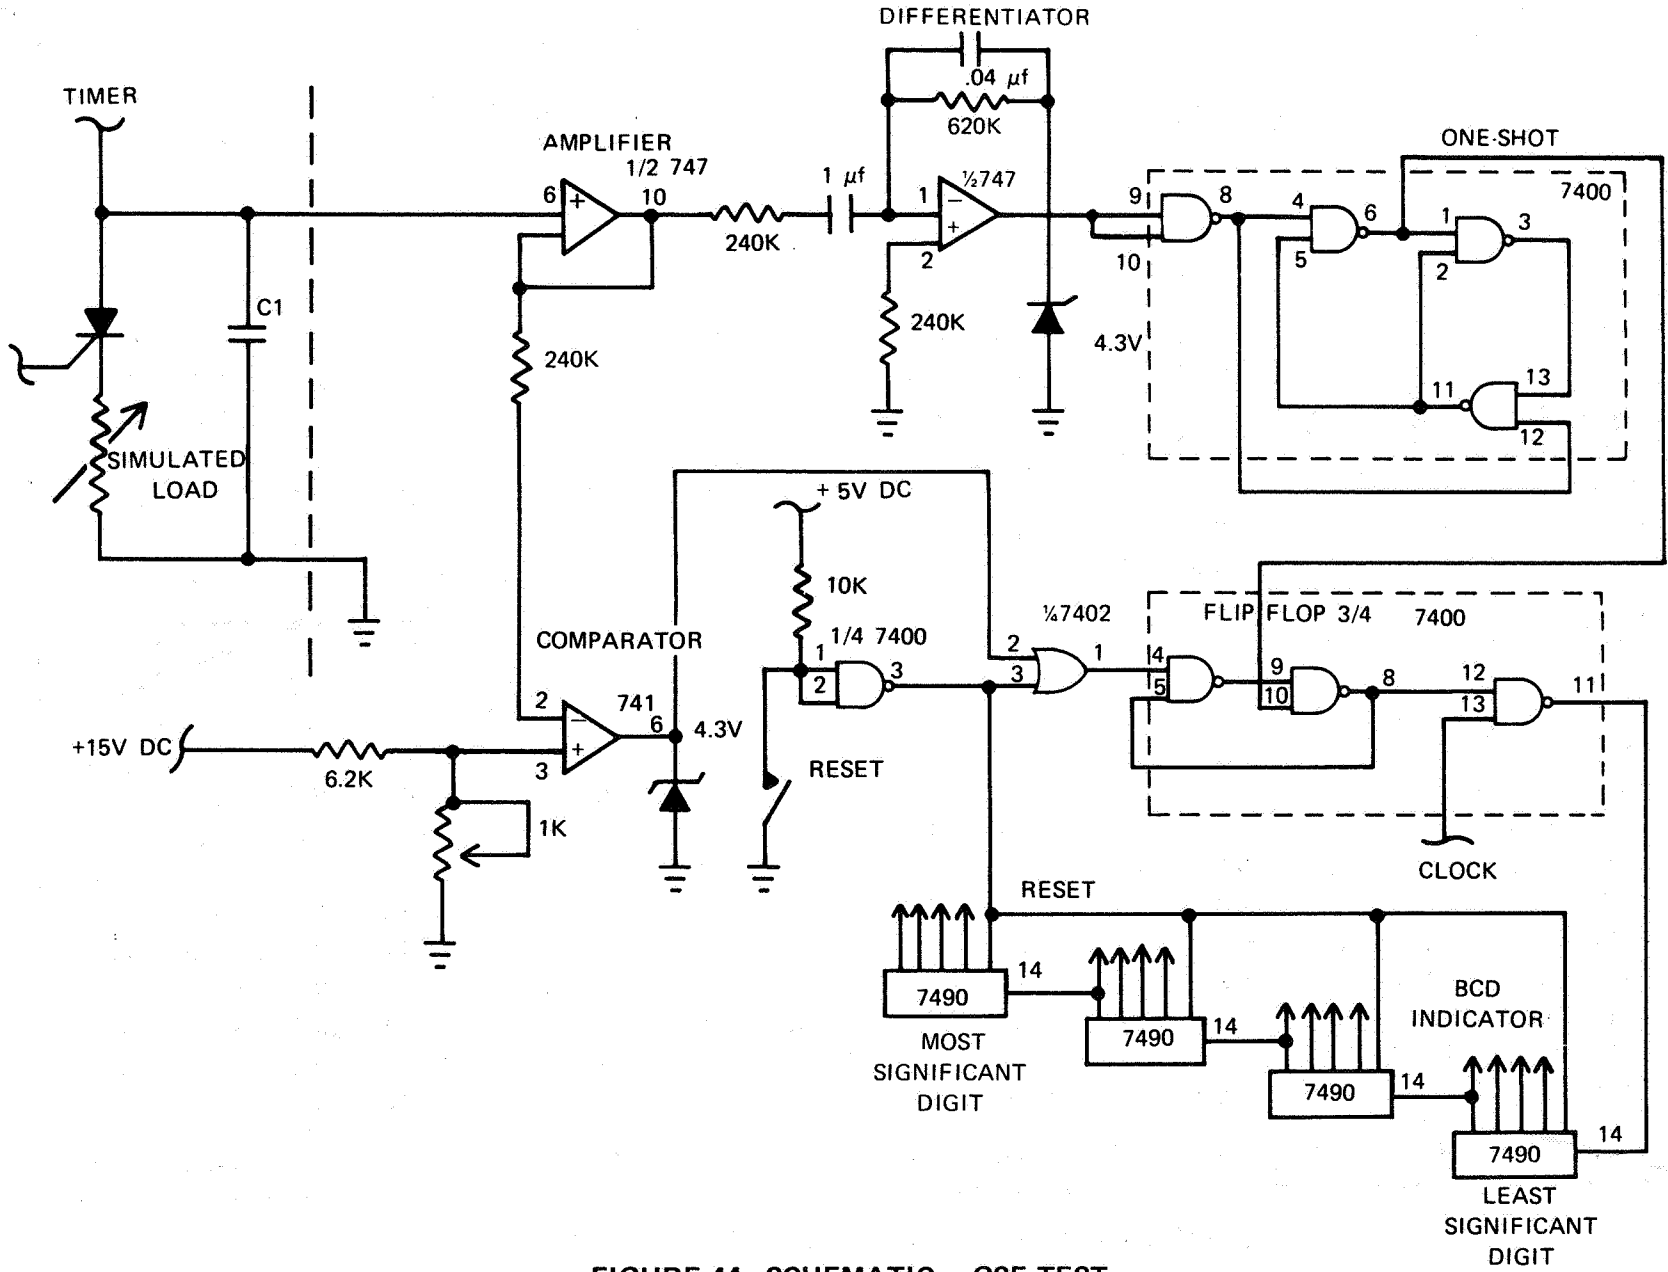 DIFFERENTIATOR
.04 µf
620K
TIMER
AMPLIFIER
1/2 747
6
+
10
240K
1 µf
1
−
½747
+
2
240K
4.3V
ONE-SHOT
7400
9
10
8
4
5
6
1
2
3
13
11
12
C1
240K
SIMULATED
LOAD
+ 5V DC
10K
1/4 7400
1
2
3
RESET
COMPARATOR
741
2
−
+
3
6
4.3V
+15V DC
6.2K
1K
¼7402
2
3
1
FLIP FLOP 3/4 7400
4
5
9
10
8
12
13
11
CLOCK
RESET
7490
14
MOST
SIGNIFICANT
DIGIT
7490
14
7490
14
BCD
INDICATOR
7490
14
LEAST
SIGNIFICANT
DIGIT